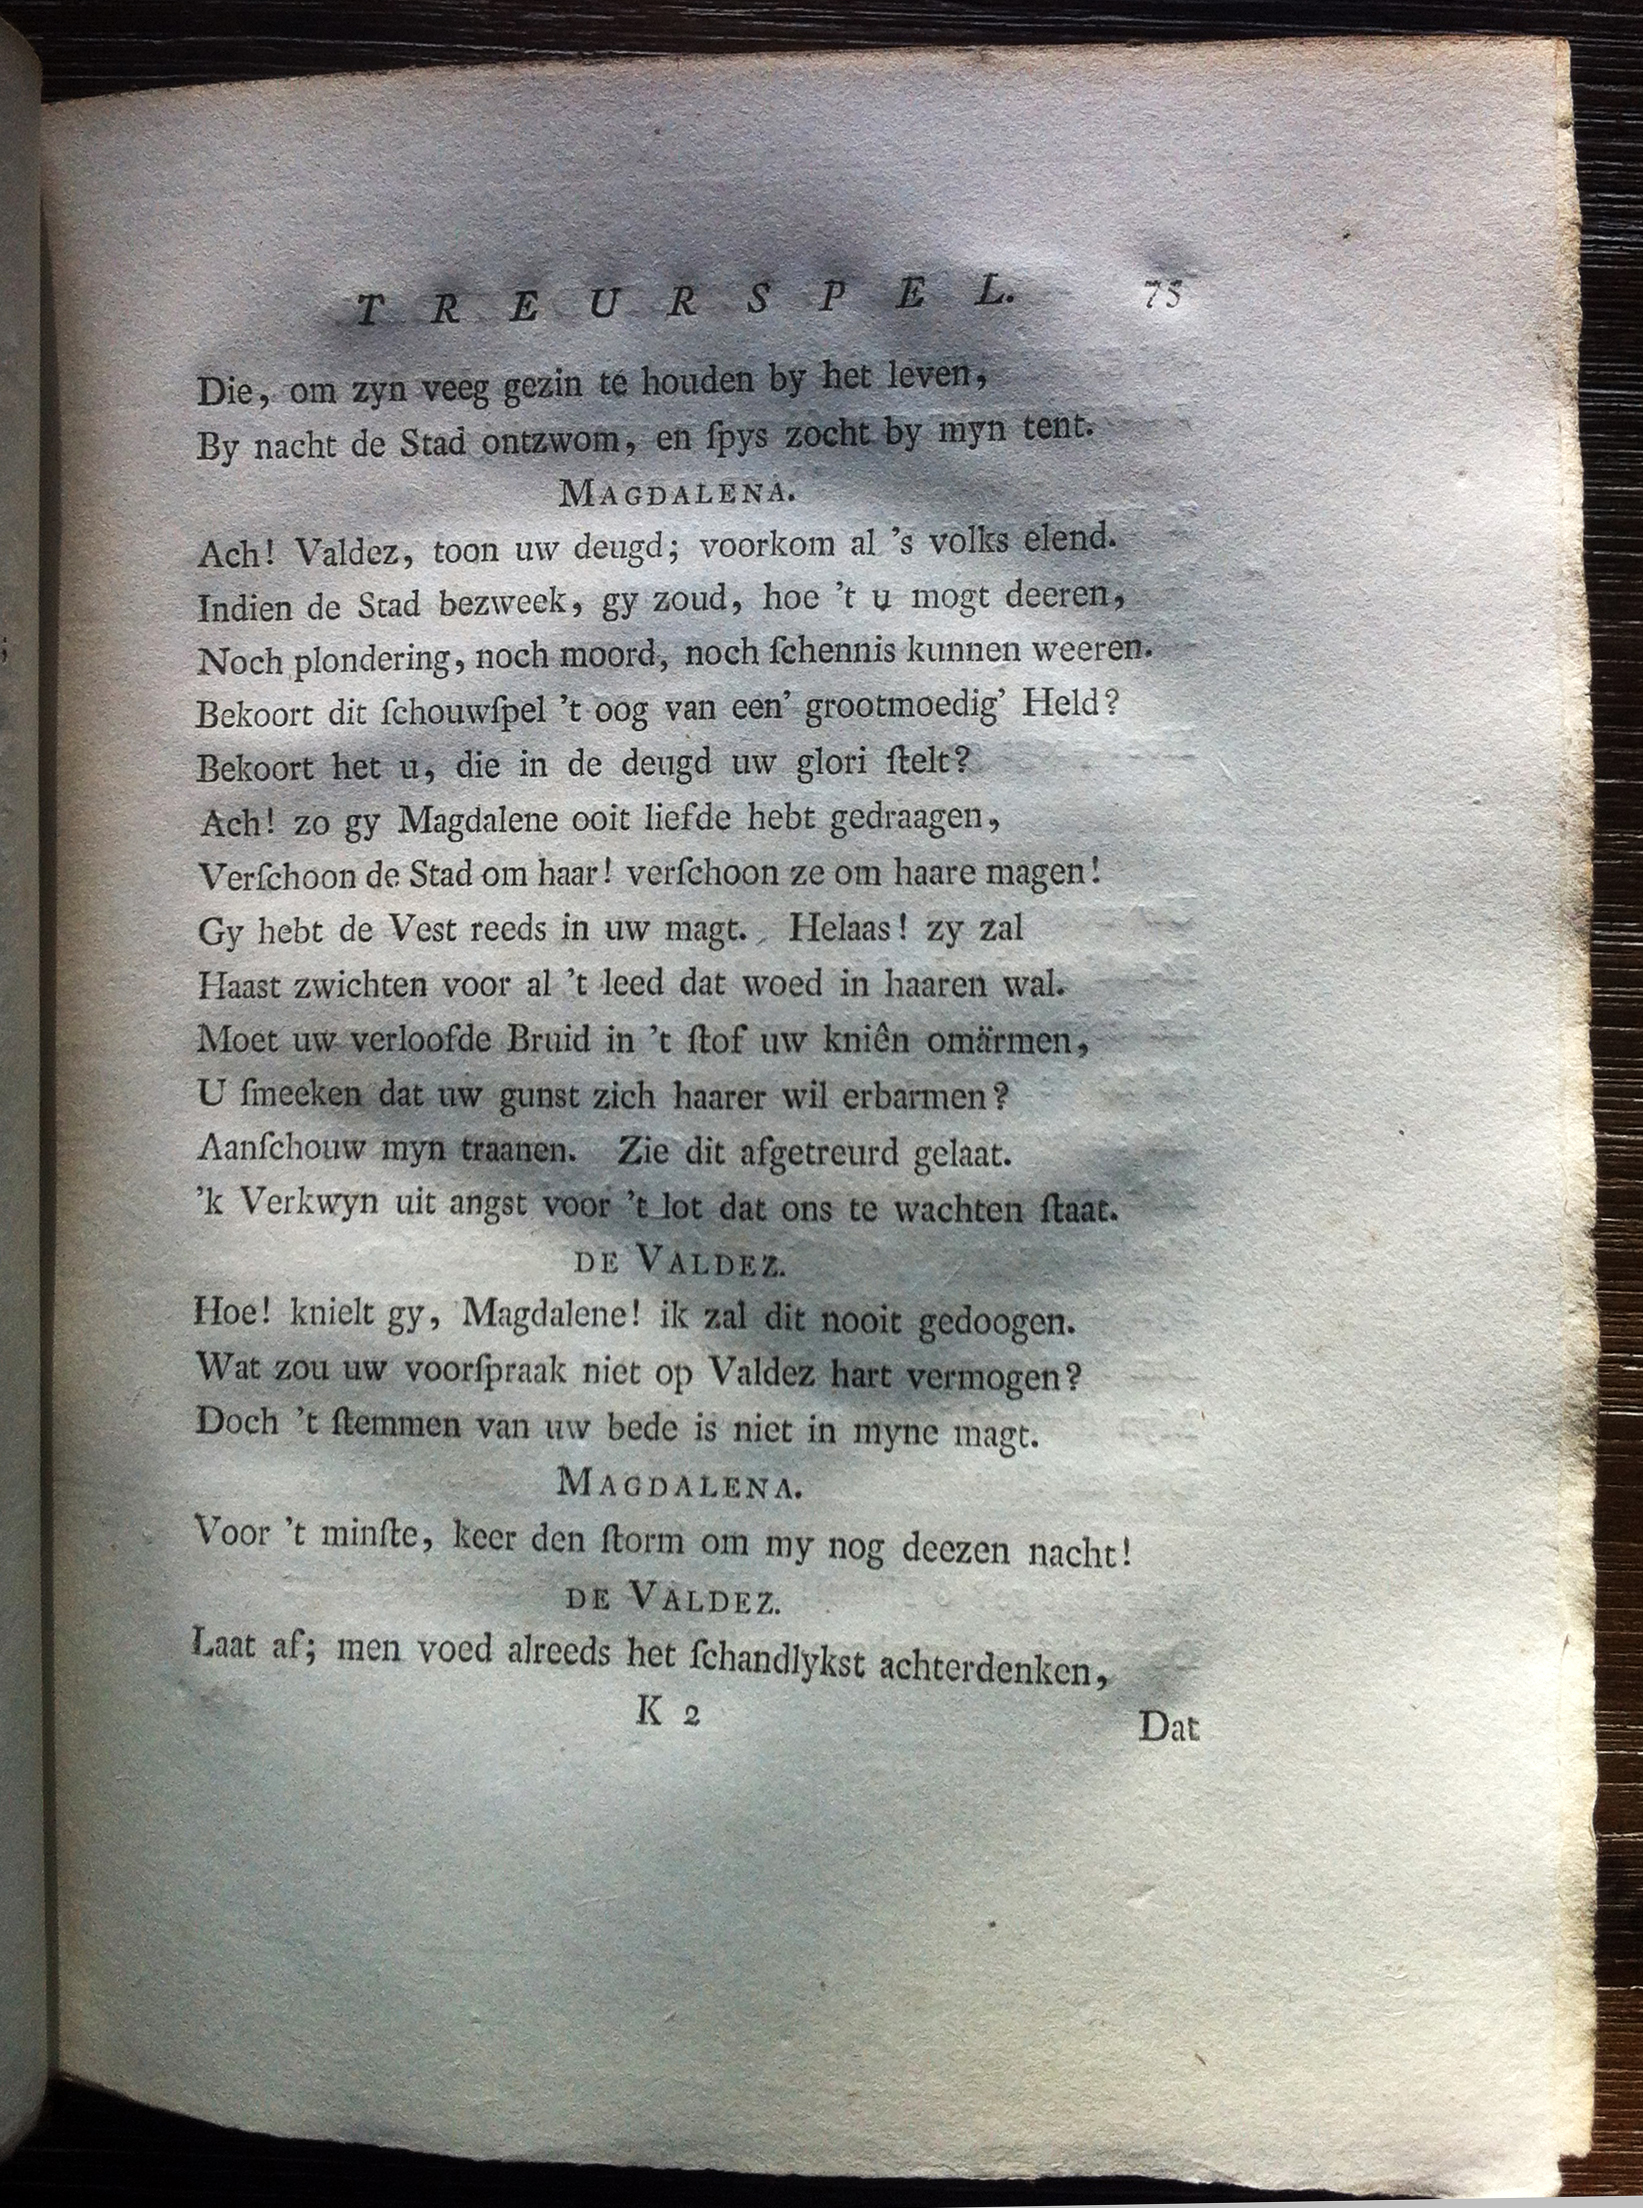 TREURSPEL. 75
Die, om zyn veeg gezin te houden by het leven,
By nacht de Stad ontzwom, en ſpys zocht by myn tent.
MAGDALENA.
Ach! Valdez, toon uw deugd; voorkom al 's volks elend.
Indien de Stad bezweek, gy zoud, hoe 't u mogt deeren,
Noch plondering, noch moord, noch ſchennis kunnen weeren.
Bekoort dit ſchouwſpel 't oog van een' grootmoedig' Held?
Bekoort het u, die in de deugd uw glori ſtelt?
Ach! zo gy Magdalene ooit liefde hebt gedraagen,
Verſchoon de Stad om haar! verſchoon ze om haare magen!
Gy hebt de Vest reeds in uw magt. Helaas! zy zal
Haast zwichten voor al 't leed dat woed in haaren wal.
Moet uw verloofde Bruid in 't ſtof uw kniên omärmen,
U ſmeeken dat uw gunst zich haarer wil erbarmen?
Aanſchouw myn traanen. Zie dit afgetreurd gelaat.
'k Verkwyn uit angst voor 't lot dat ons te wachten ſtaat.
DE VALDEZ.
Hoe! knielt gy, Magdalene! ik zal dit nooit gedoogen.
Wat zou uw voorſpraak niet op Valdez hart vermogen?
Doch 't ſtemmen van uw bede is niet in myne magt.
MAGDALENA.
Voor 't minſte, keer den ſtorm om my nog deezen nacht!
DE VALDEZ.
Laat af; men voed alreeds het ſchandlykst achterdenken,
K 2
Dat
;